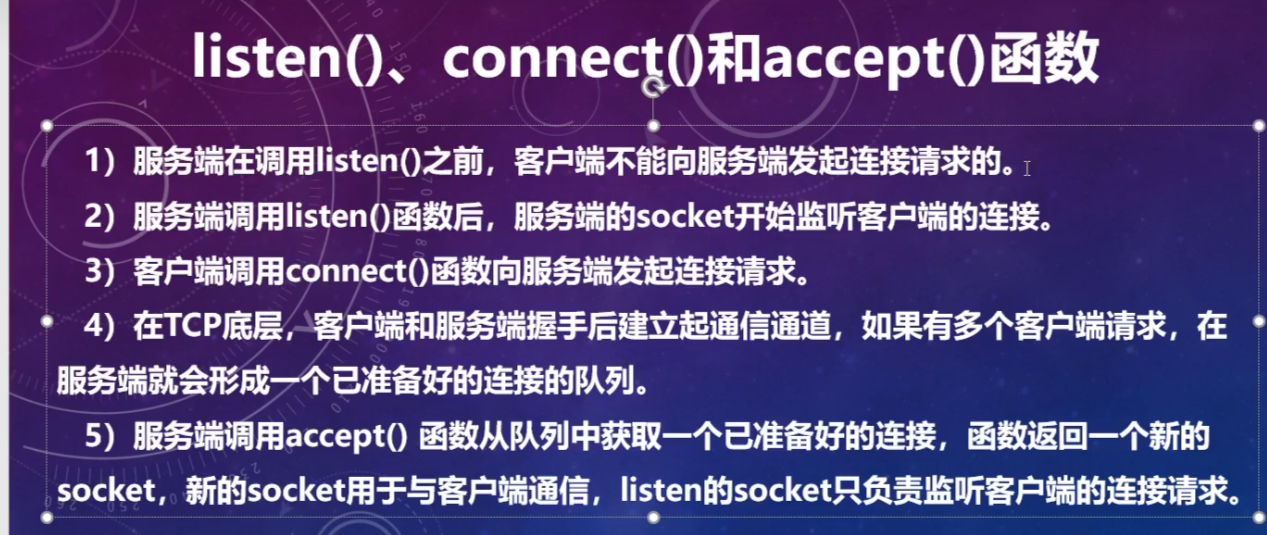 listen()、connect()和accept()函数
1）服务端在调用listen()之前，客户端不能向服务端发起连接请求的。
2）服务端调用listen()函数后，服务端的socket开始监听客户端的连接。
3）客户端调用connect()函数向服务端发起连接请求。
4）在TCP底层，客户端和服务端握手后建立起通信通道，如果有多个客户端请求，在
服务端就会形成一个已准备好的连接的队列。
5）服务端调用accept() 函数从队列中获取一个已准备好的连接，函数返回一个新的
socket，新的socket用于与客户端通信，listen的socket只负责监听客户端的连接请求。